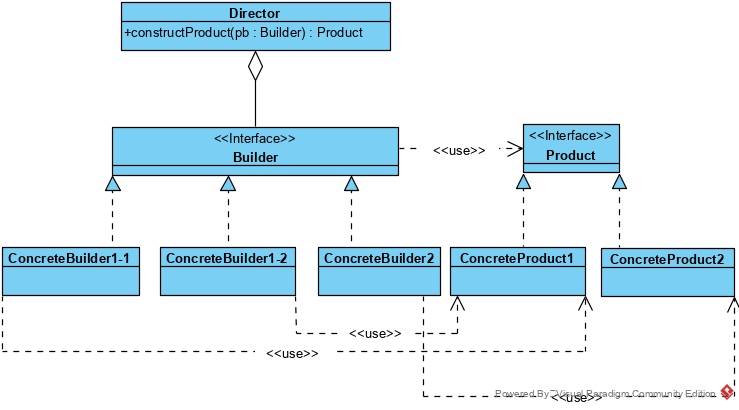 Director
+constructProduct(pb : Builder) : Product
<<Interface>>
Builder
<<use>>
<<Interface>>
Product
ConcreteBuilder1-1
ConcreteBuilder1-2
ConcreteBuilder2
ConcreteProduct1
ConcreteProduct2
<<use>>
<<use>>
Powered By Visual Paradigm Community Edition
<<use>>